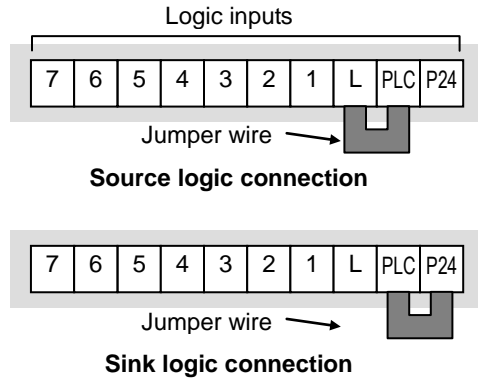 Logic inputs
7 6 5 4 3 2 1 L PLC P24
Jumper wire
Source logic connection
7 6 5 4 3 2 1 L PLC P24
Jumper wire
Sink logic connection